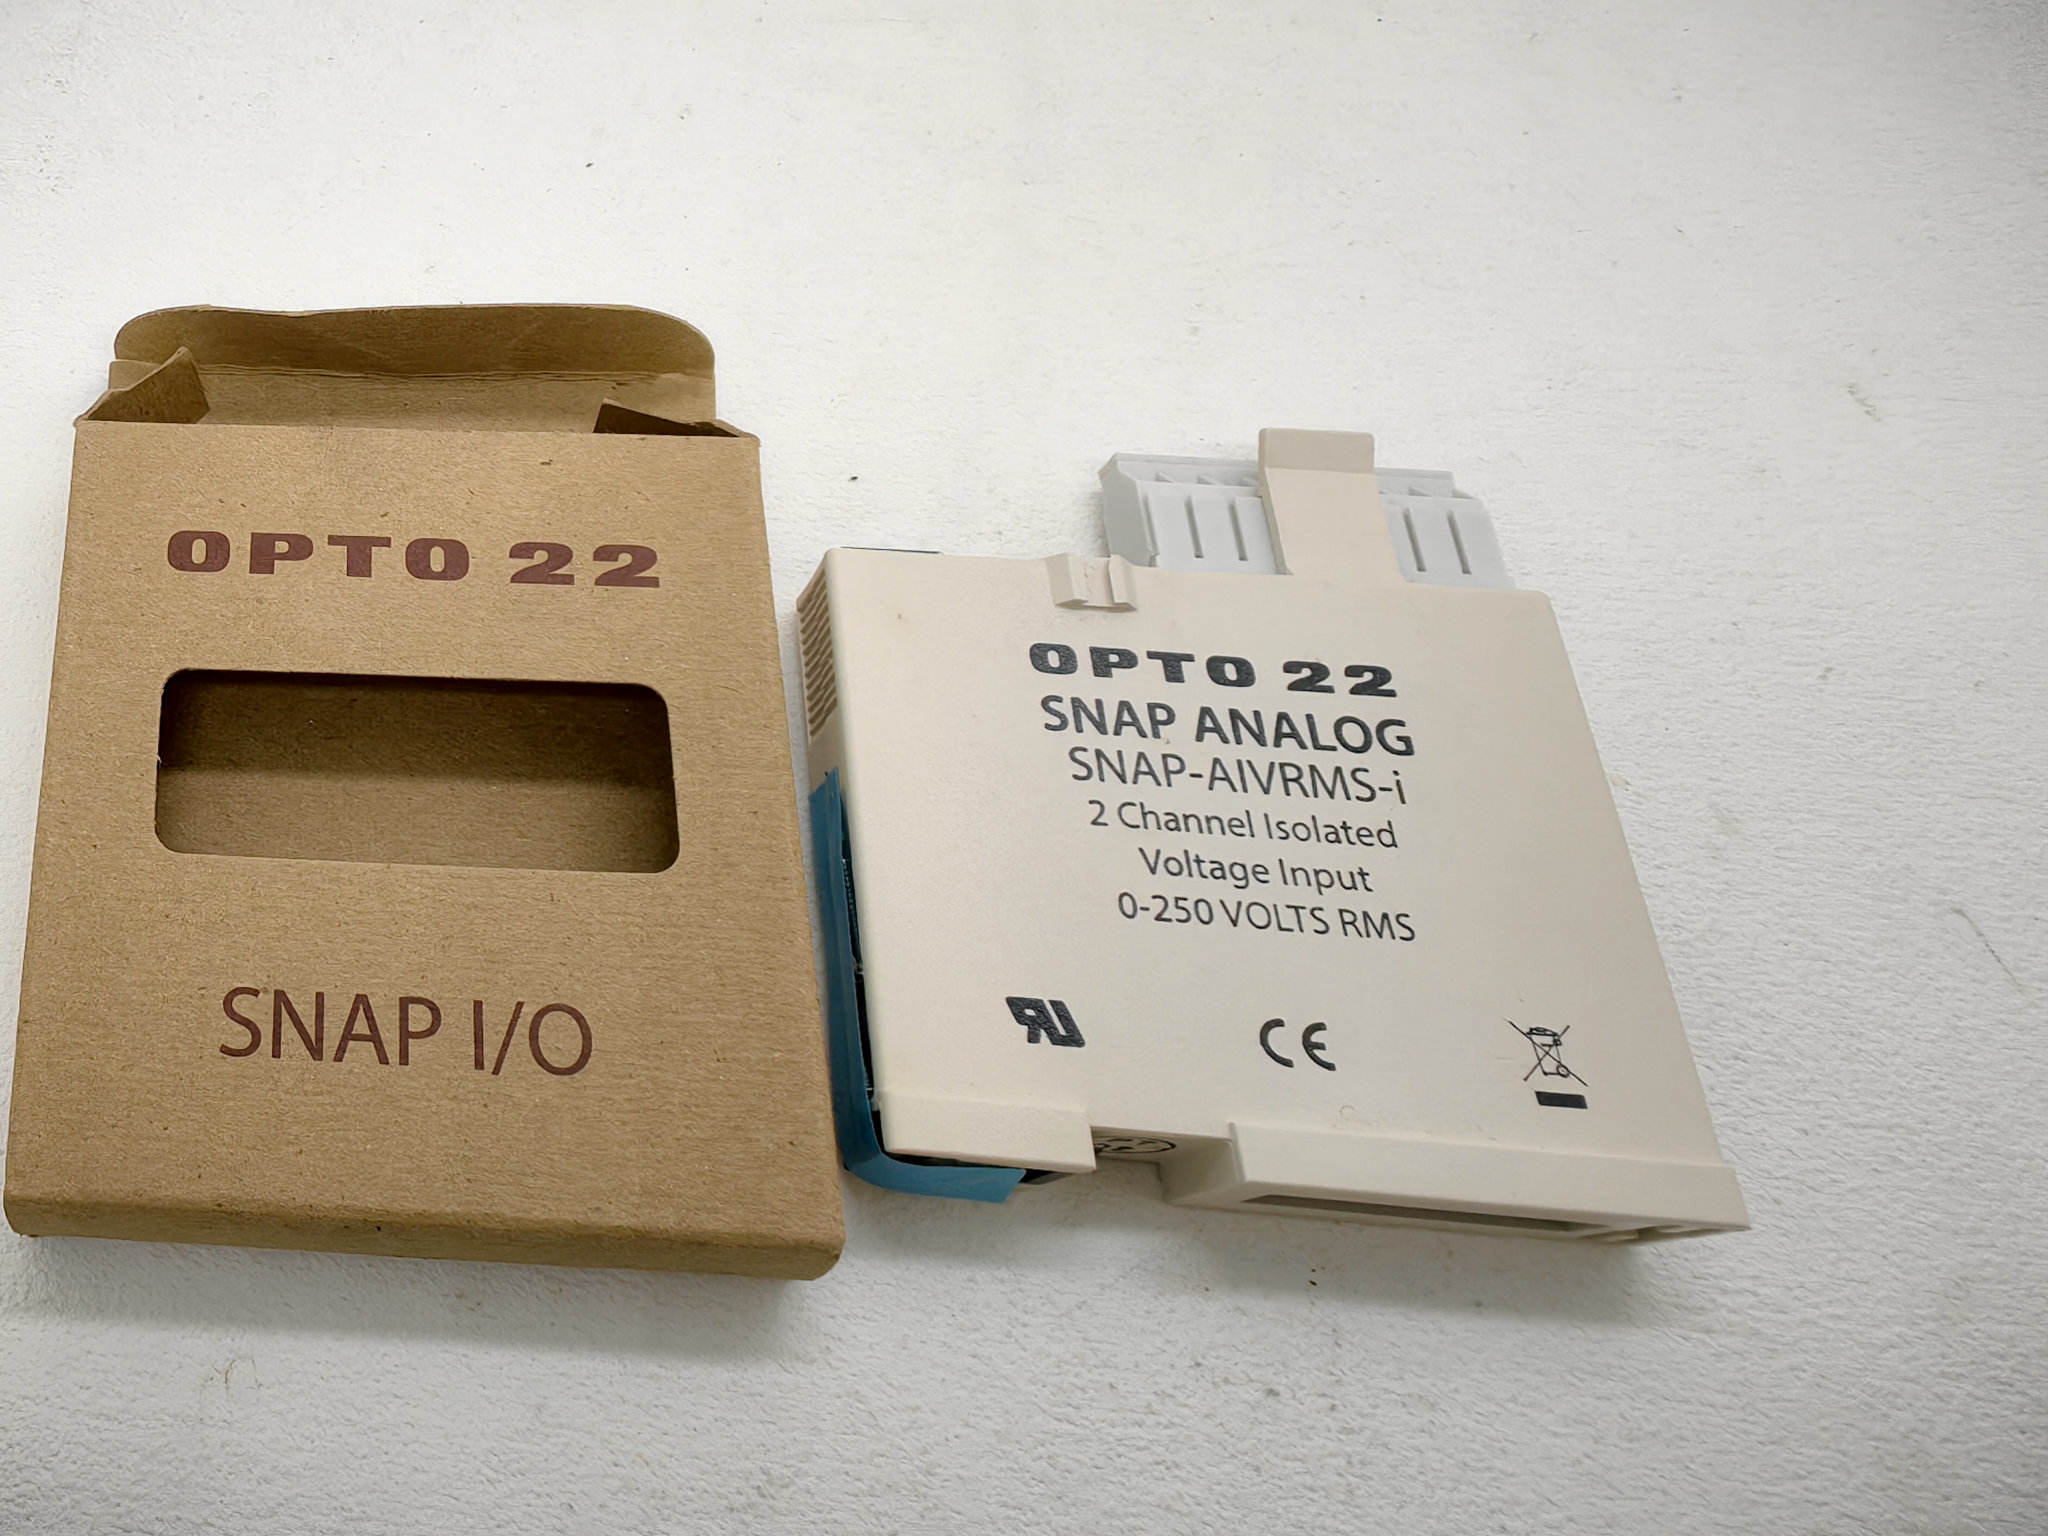 OPTO 22
SNAP I/O
OPTO 22
SNAP ANALOG
SNAP-AIVRMS-i
2 Channel Isolated
Voltage Input
0-250 VOLTS RMS
CE